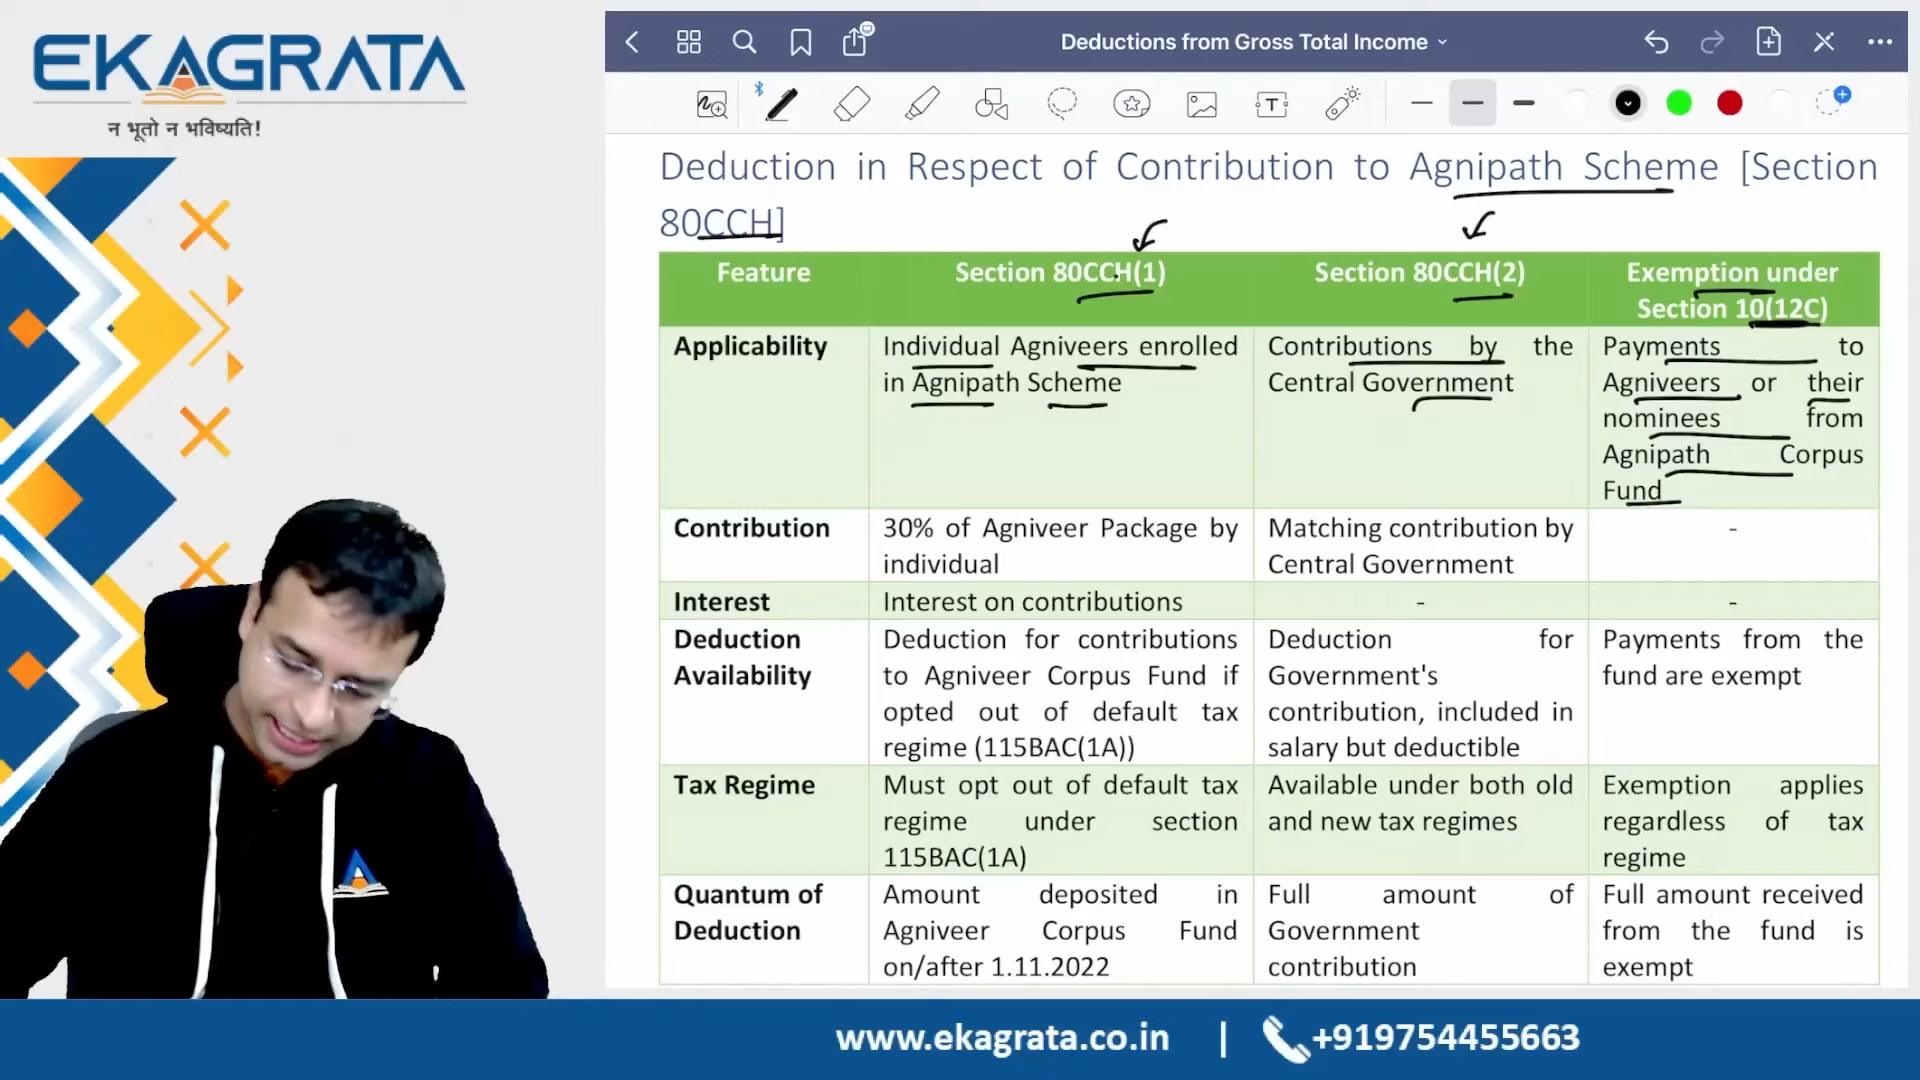 EKAGRATA
न भूतो न भविष्यति!
Deductions from Gross Total Income
T
Deduction in Respect of Contribution to Agnipath Scheme [Section
80CCH]
Feature
Section 80CCH(1)
Section 80CCH(2)
Exemption under
Section 10(12C)
Applicability
Individual Agniveers enrolled
in Agnipath Scheme
Contributions by the
Central Government
Payments to
Agniveers or their
nominees from
Agnipath Corpus
Fund
Contribution
30% of Agniveer Package by
individual
Matching contribution by
Central Government
-
Interest
Interest on contributions
-
-
Deduction
Availability
Deduction for contributions
to Agniveer Corpus Fund if
opted out of default tax
regime (115BAC(1A))
Deduction for
Government's
contribution, included in
salary but deductible
Payments from the
fund are exempt
Tax Regime
Must opt out of default tax
regime under section
115BAC(1A)
Available under both old
and new tax regimes
Exemption applies
regardless of tax
regime
Quantum of
Deduction
Amount deposited in
Agniveer Corpus Fund
on/after 1.11.2022
Full amount of
Government
contribution
Full amount received
from the fund is
exempt
www.ekagrata.co.in | +919754455663